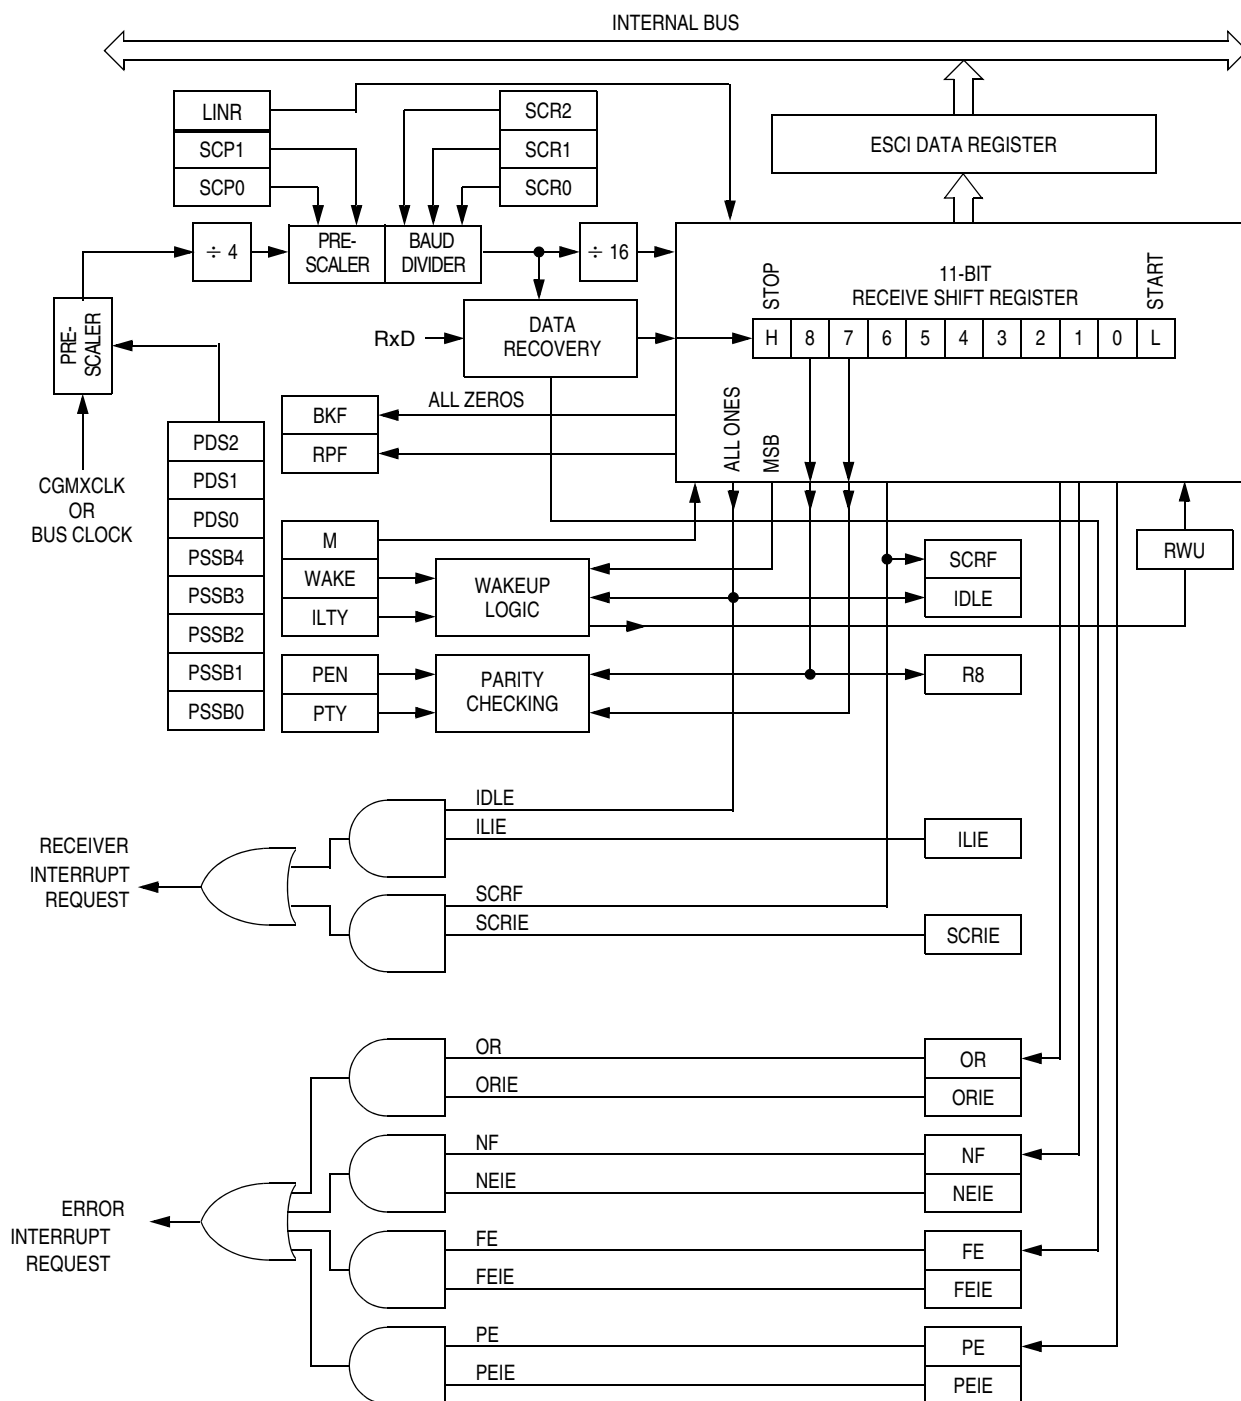 INTERNAL BUS
LINR
SCP1
SCP0
SCR2
SCR1
SCR0
ESCI DATA REGISTER
÷ 4
PRE-
SCALER
BAUD
DIVIDER
÷ 16
STOP
11-BIT
RECEIVE SHIFT REGISTER
START
PRE-
SCALER
RxD
DATA
RECOVERY
H 8 7 6 5 4 3 2 1 0 L
ALL ZEROS
ALL ONES
MSB
BKF
RPF
CGMXCLK
OR
BUS CLOCK
PDS2
PDS1
PDS0
PSSB4
PSSB3
PSSB2
PSSB1
PSSB0
M
WAKE
ILTY
WAKEUP
LOGIC
SCRF
IDLE
RWU
PEN
PTY
PARITY
CHECKING
R8
RECEIVER
INTERRUPT
REQUEST
IDLE
ILIE
ILIE
SCRF
SCRIE
SCRIE
OR
ORIE
OR
ORIE
NF
NEIE
NF
NEIE
ERROR
INTERRUPT
REQUEST
FE
FEIE
FE
FEIE
PE
PEIE
PE
PEIE